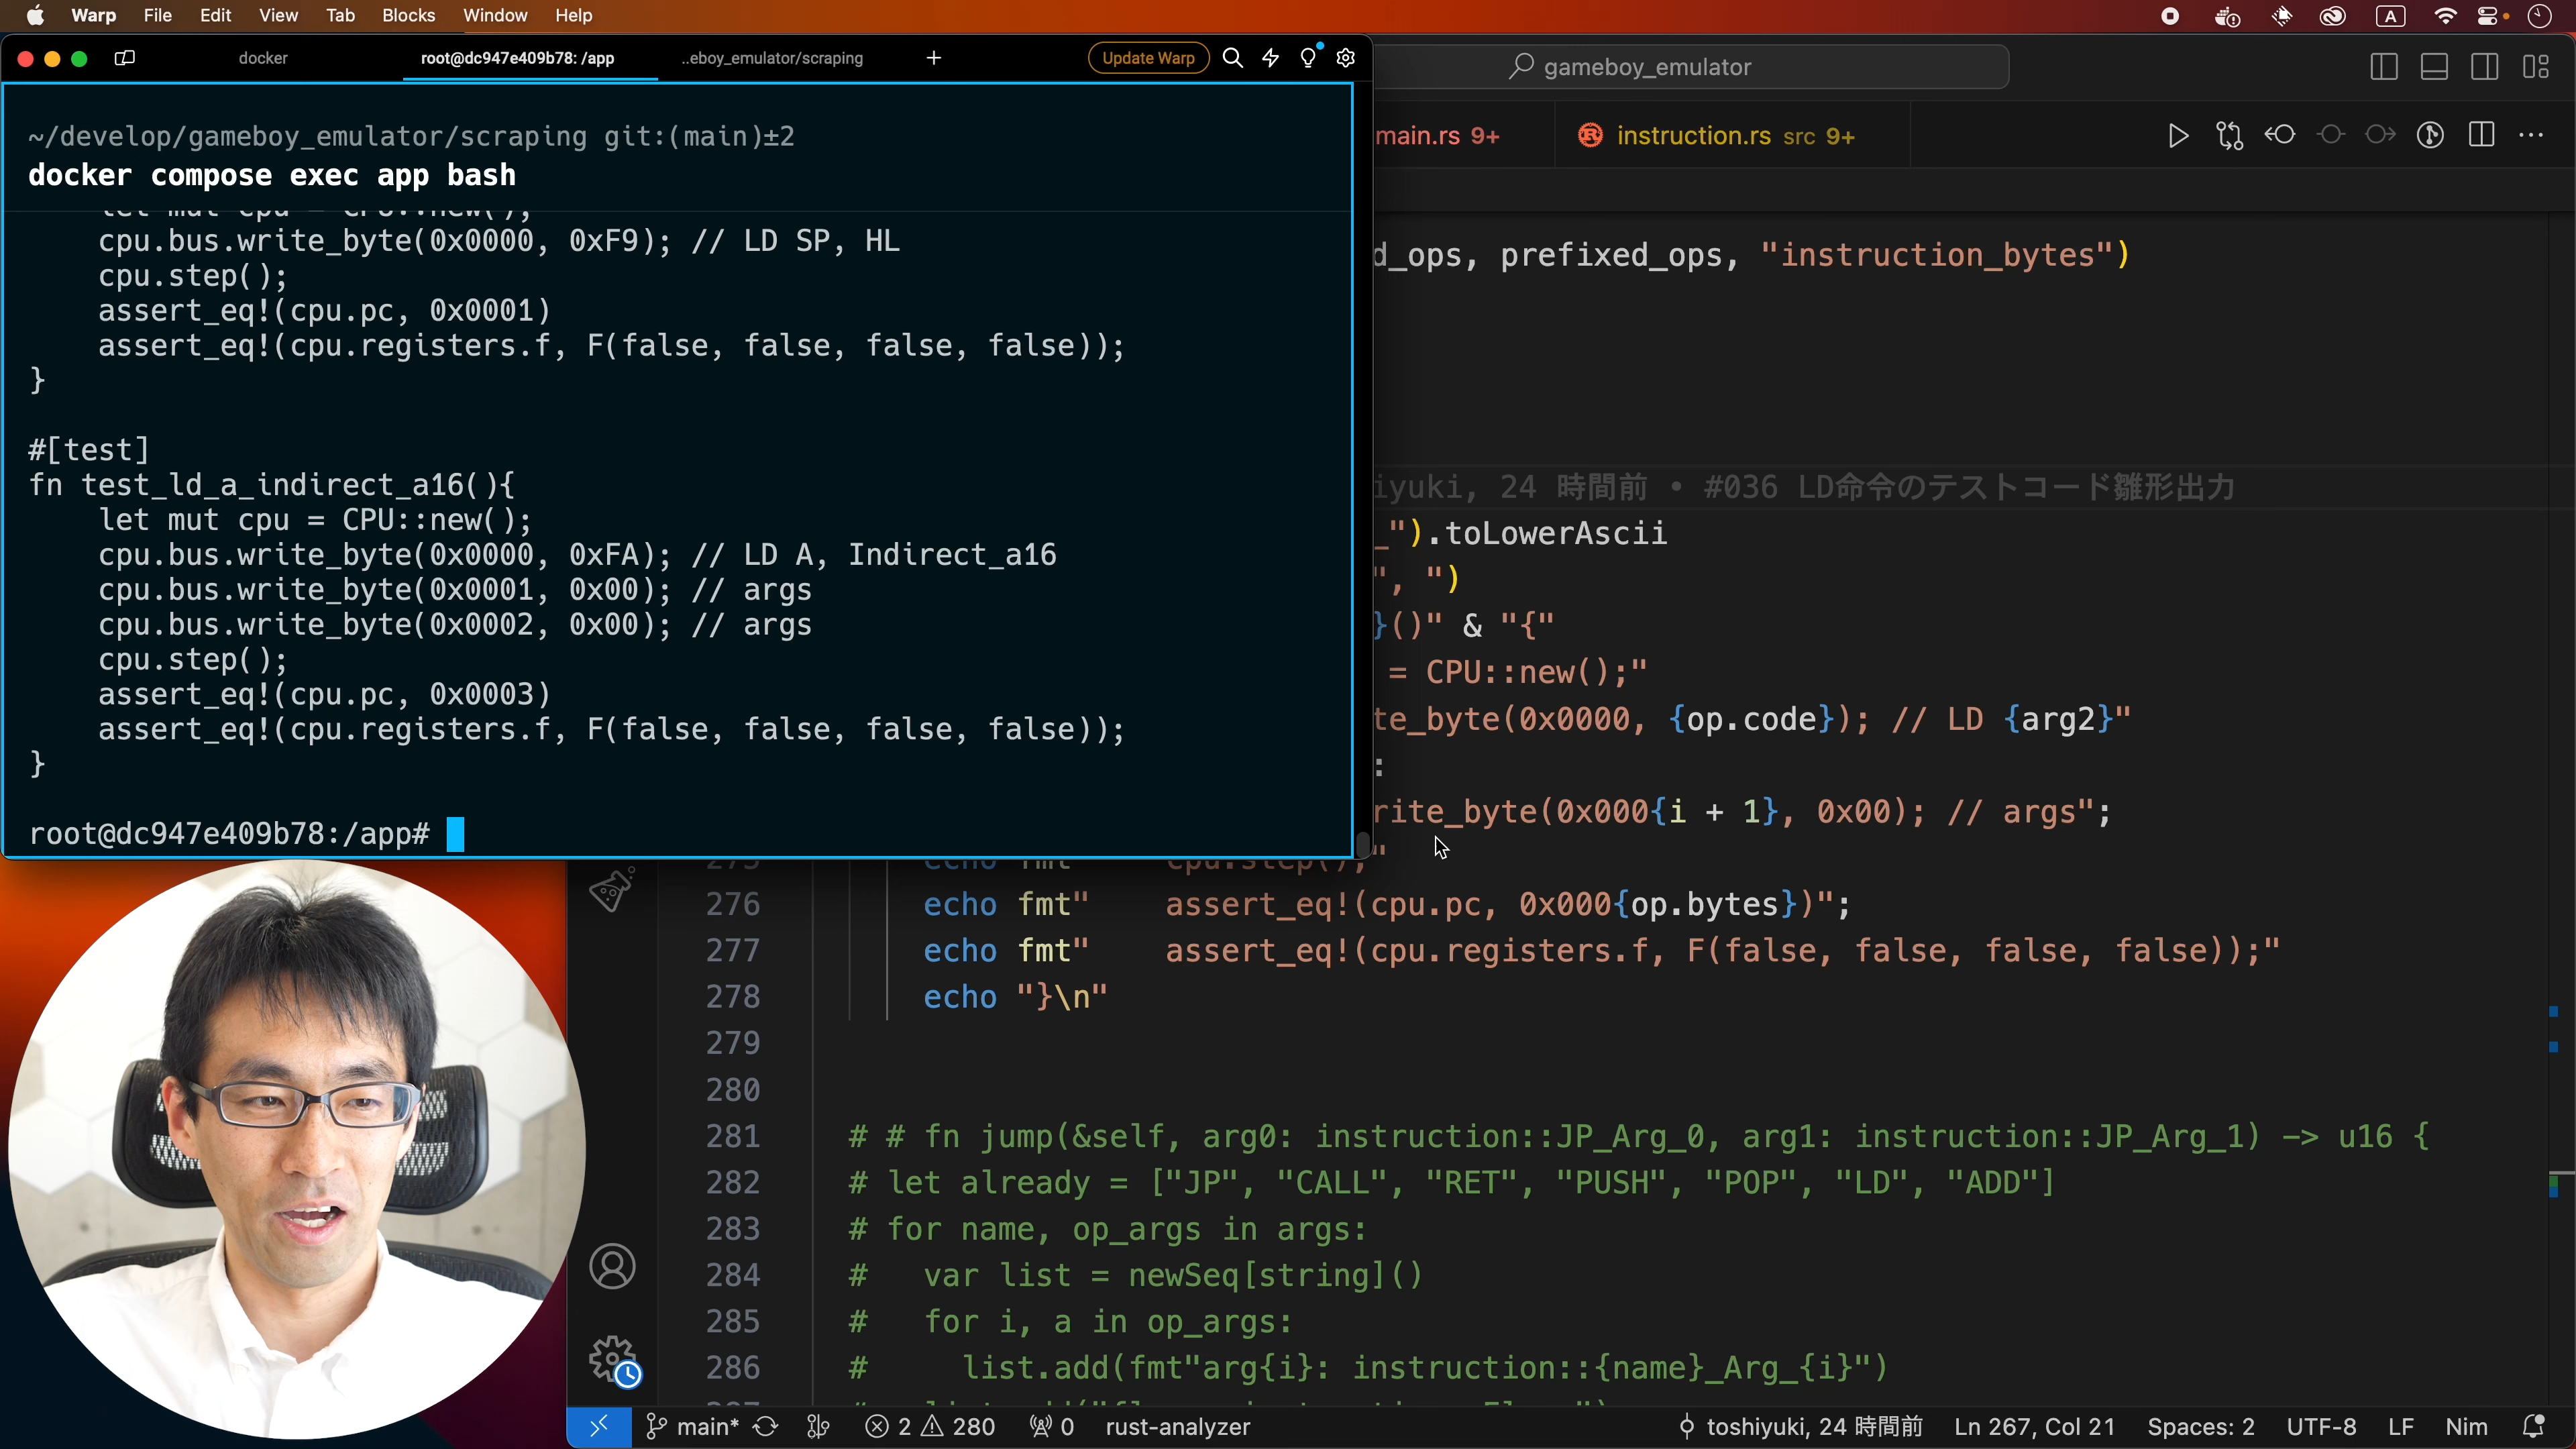 Warp File Edit View Tab Blocks Window Help
A
docker
root@dc947e409b78: /app
..eboy_emulator/scraping
+
Update Warp
~/develop/gameboy_emulator/scraping git:(main)±2
docker compose exec app bash
let mut cpu = CPU::new();
cpu.bus.write_byte(0x0000, 0xF9); // LD SP, HL
cpu.step();
assert_eq!(cpu.pc, 0x0001)
assert_eq!(cpu.registers.f, F(false, false, false, false));
}
#[test]
fn test_ld_a_indirect_a16(){
let mut cpu = CPU::new();
cpu.bus.write_byte(0x0000, 0xFA); // LD A, Indirect_a16
cpu.bus.write_byte(0x0001, 0x00); // args
cpu.bus.write_byte(0x0002, 0x00); // args
cpu.step();
assert_eq!(cpu.pc, 0x0003)
assert_eq!(cpu.registers.f, F(false, false, false, false));
}
root@dc947e409b78:/app#
gameboy_emulator
main.rs 9+
instruction.rs src 9+
d_ops, prefixed_ops, "instruction_bytes")
iyuki, 24 時間前 • #036 LD命令のテストコード雛形出力
_").toLowerAscii
", ")
}()" & "{"
= CPU::new();"
te_byte(0x0000, {op.code}); // LD {arg2}"
:
rite_byte(0x000{i + 1}, 0x00); // args";
275 echo fmt" cpu.step();"
276 echo fmt" assert_eq!(cpu.pc, 0x000{op.bytes})";
277 echo fmt" assert_eq!(cpu.registers.f, F(false, false, false, false));"
278 echo "}\n"
279
280
281 # # fn jump(&self, arg0: instruction::JP_Arg_0, arg1: instruction::JP_Arg_1) -> u16 {
282 # let already = ["JP", "CALL", "RET", "PUSH", "POP", "LD", "ADD"]
283 # for name, op_args in args:
284 # var list = newSeq[string]()
285 # for i, a in op_args:
286 # list.add(fmt"arg{i}: instruction::{name}_Arg_{i}")
main* 2 280 0 rust-analyzer toshiyuki, 24 時間前 Ln 267, Col 21 Spaces: 2 UTF-8 LF Nim